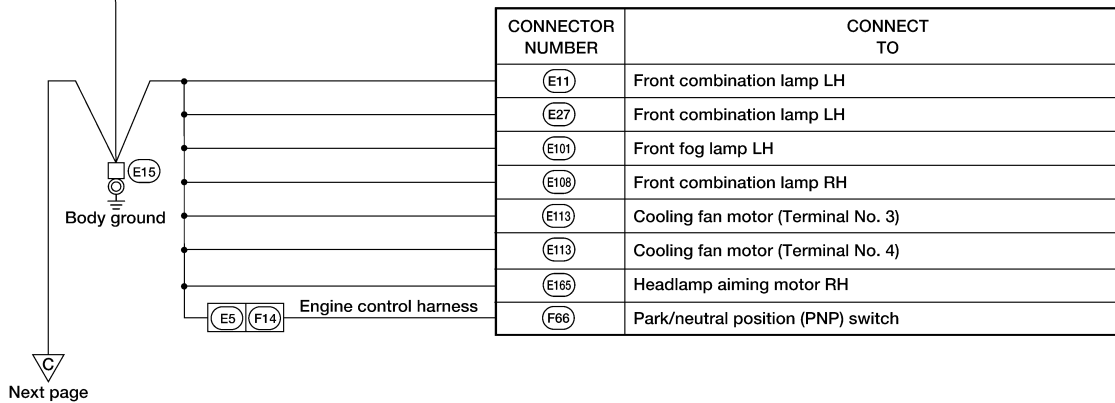 CONNECTOR NUMBER CONNECT TO
E11 Front combination lamp LH
E27 Front combination lamp LH
E101 Front fog lamp LH
E108 Front combination lamp RH
E113 Cooling fan motor (Terminal No. 3)
E113 Cooling fan motor (Terminal No. 4)
E165 Headlamp aiming motor RH
E5 F14 Engine control harness F66 Park/neutral position (PNP) switch
E15
Body ground
C
Next page